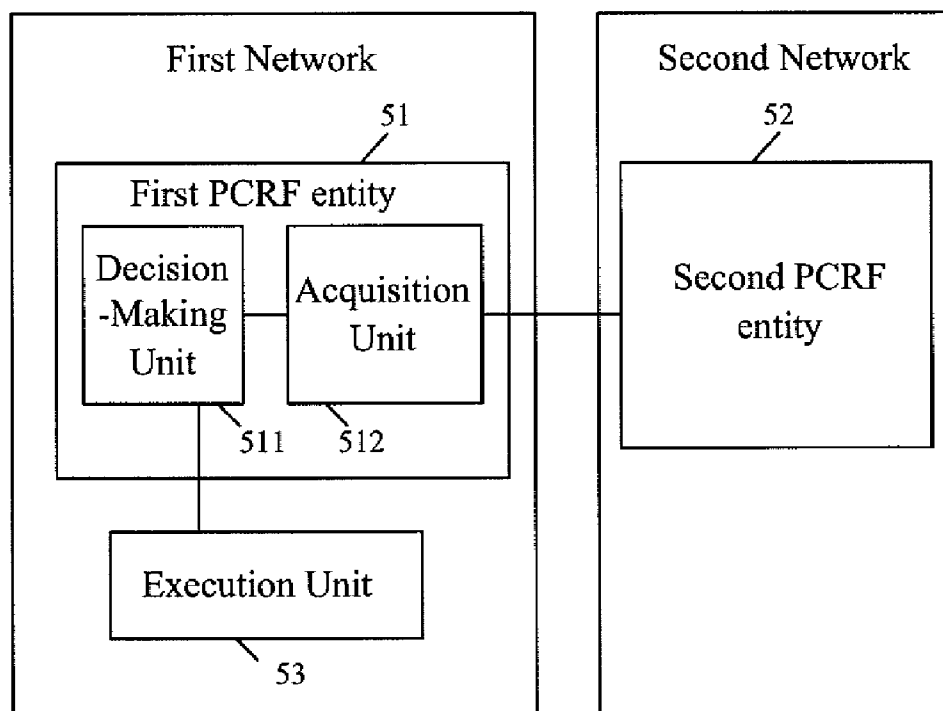 First Network
Second Network
51
52
First PCRF entity
Decision
-Making
Unit
Acquisition
Unit
Second PCRF
entity
511
512
Execution Unit
53